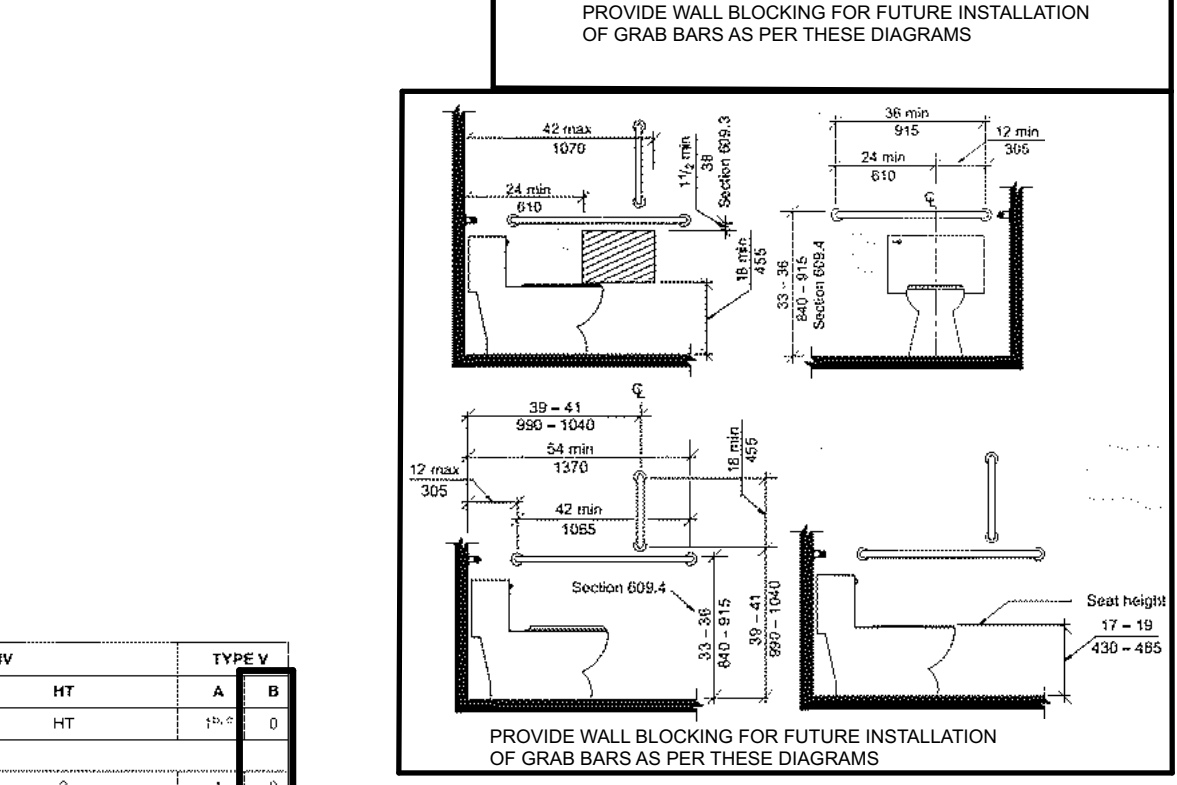 PROVIDE WALL BLOCKING FOR FUTURE INSTALLATION
OF GRAB BARS AS PER THESE DIAGRAMS
42 max
1070
24 min
610
1 1/2 min
38
Section 609.3
18 min
455
36 min
915
12 min
305
24 min
610
℄
33 – 36
840 – 915
Section 609.4
℄
39 – 41
990 – 1040
54 min
1370
12 max
305
42 min
1065
18 min
455
Section 609.4
33 – 36
840 – 915
39 – 41
990 – 1040
Seat height
17 – 19
430 – 485
PROVIDE WALL BLOCKING FOR FUTURE INSTALLATION
OF GRAB BARS AS PER THESE DIAGRAMS
TYPE V
HT A B
HT 0